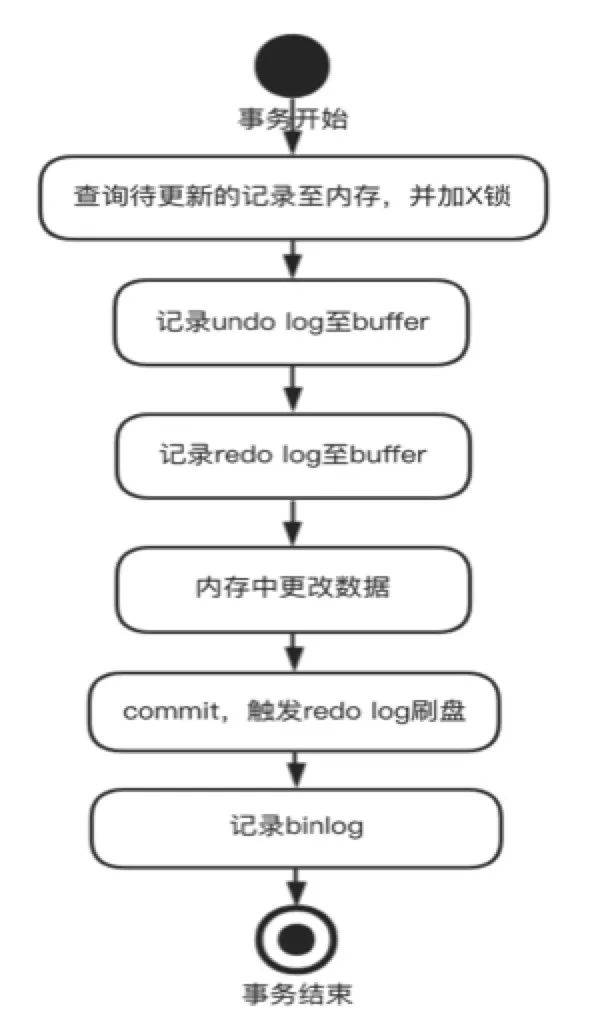 事务开始
查询待更新的记录至内存，并加X锁
记录undo log至buffer
记录redo log至buffer
内存中更改数据
commit，触发redo log刷盘
记录binlog
事务结束